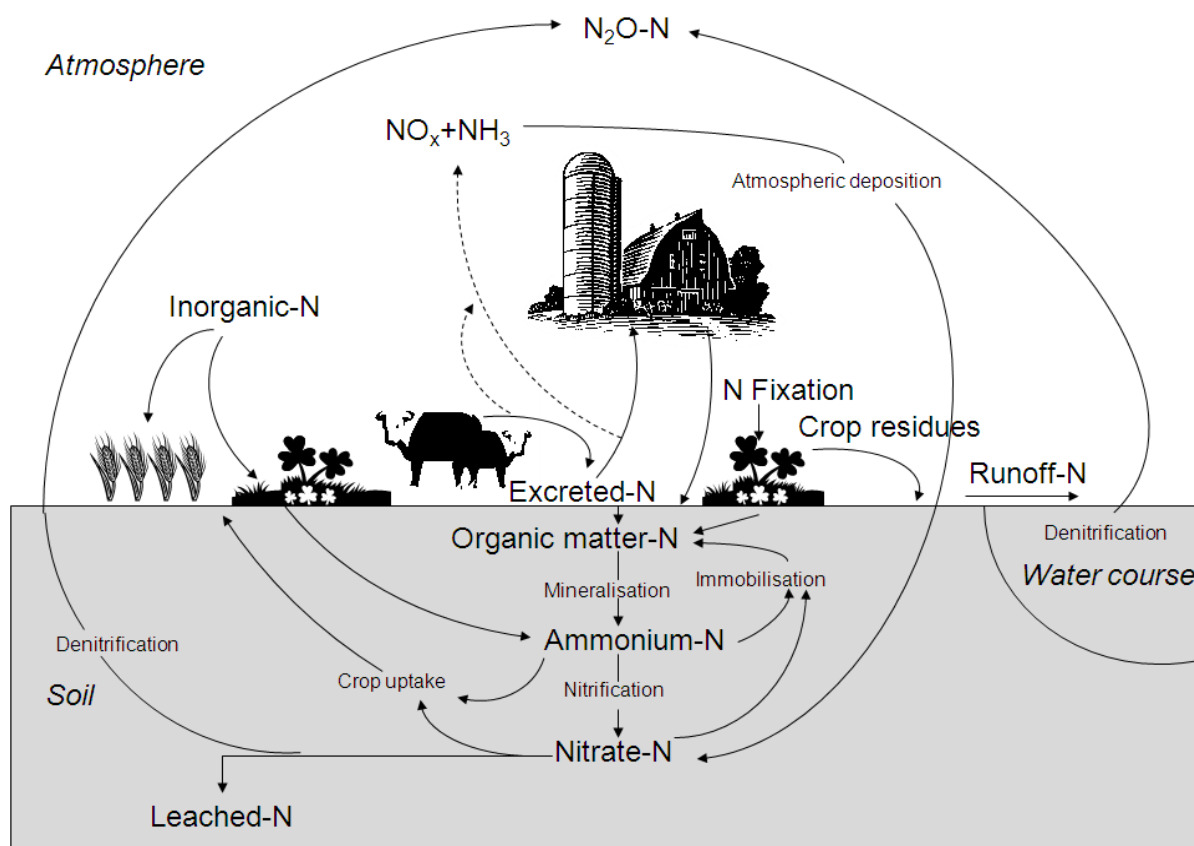 N₂O-N
Atmosphere
NOₓ+NH₃
Atmospheric deposition
Inorganic-N
N Fixation
Crop residues
Runoff-N
Excreted-N
Organic matter-N
Denitrification
Water course
Mineralisation
Immobilisation
Ammonium-N
Denitrification
Crop uptake
Nitrification
Soil
Nitrate-N
Leached-N